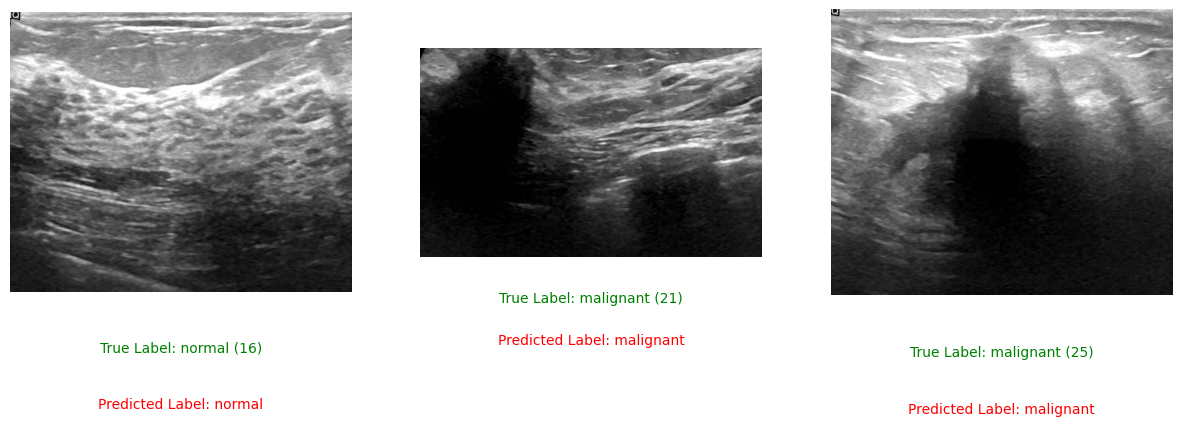 True Label: normal (16)
Predicted Label: normal
True Label: malignant (21)
Predicted Label: malignant
True Label: malignant (25)
Predicted Label: malignant